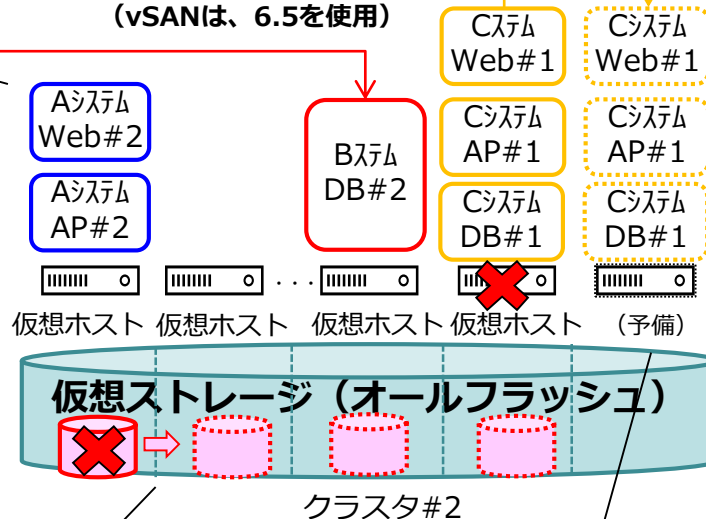 （vSANは、6.5を使用）
Cｽﾃﾑ
Web#1
Cｼｽﾃﾑ
Web#1
Aｼｽﾃﾑ
Web#2
Bｽﾃﾑ
DB#2
Cｼｽﾃﾑ
AP#1
Cｼｽﾃﾑ
AP#1
Aｼｽﾃﾑ
AP#2
Cｼｽﾃﾑ
DB#1
Cｼｽﾃﾑ
DB#1
・・・
仮想ホスト 仮想ホスト 仮想ホスト 仮想ホスト （予備）
仮想ストレージ（オールフラッシュ）
クラスタ#2